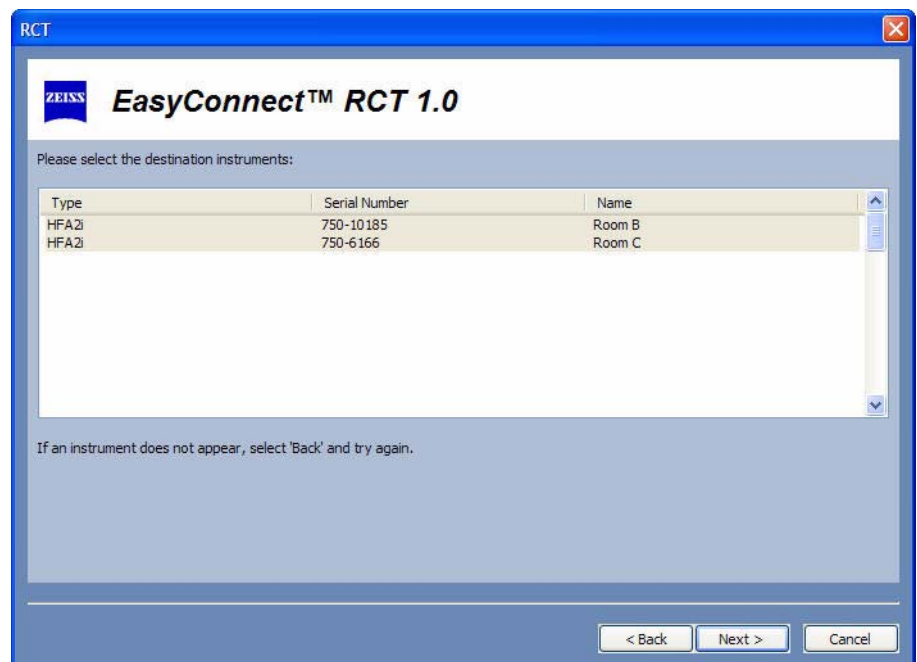 RCT
ZEISS EasyConnect™ RCT 1.0
Please select the destination instruments:
Type Serial Number Name
HFA2i 750-10185 Room B
HFA2i 750-6166 Room C
If an instrument does not appear, select 'Back' and try again.
< Back Next > Cancel